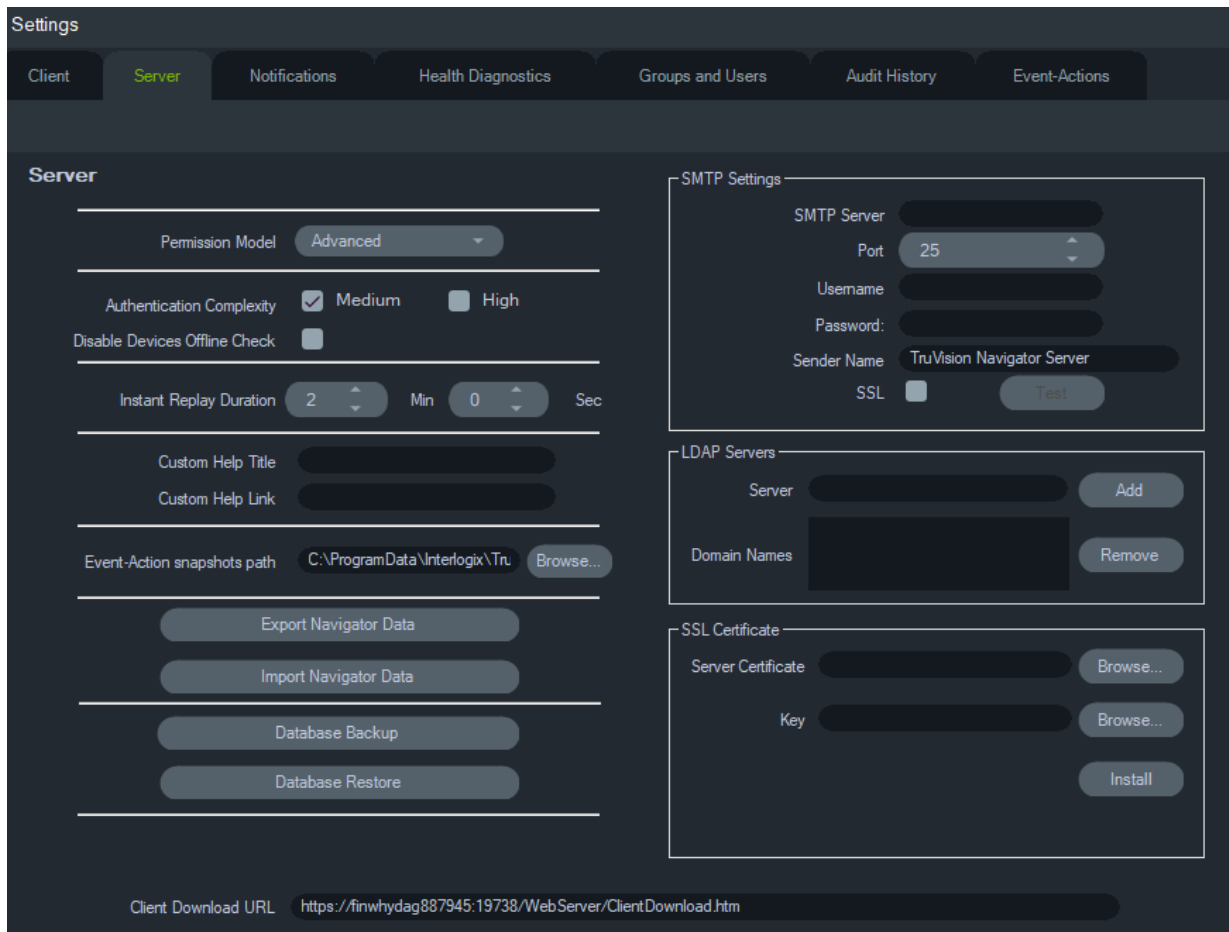 Settings
Client Server Notifications Health Diagnostics Groups and Users Audit History Event-Actions
Server
Permission Model Advanced
Authentication Complexity Medium High
Disable Devices Offline Check
Instant Replay Duration 2 Min 0 Sec
Custom Help Title
Custom Help Link
Event-Action snapshots path C:\ProgramData\Interlogix\Tru Browse...
Export Navigator Data
Import Navigator Data
Database Backup
Database Restore
SMTP Settings
SMTP Server
Port 25
Username
Password:
Sender Name TruVision Navigator Server
SSL Test
LDAP Servers
Server Add
Domain Names Remove
SSL Certificate
Server Certificate Browse...
Key Browse...
Install
Client Download URL https://finwhydag887945:19738/WebServer/ClientDownload.htm